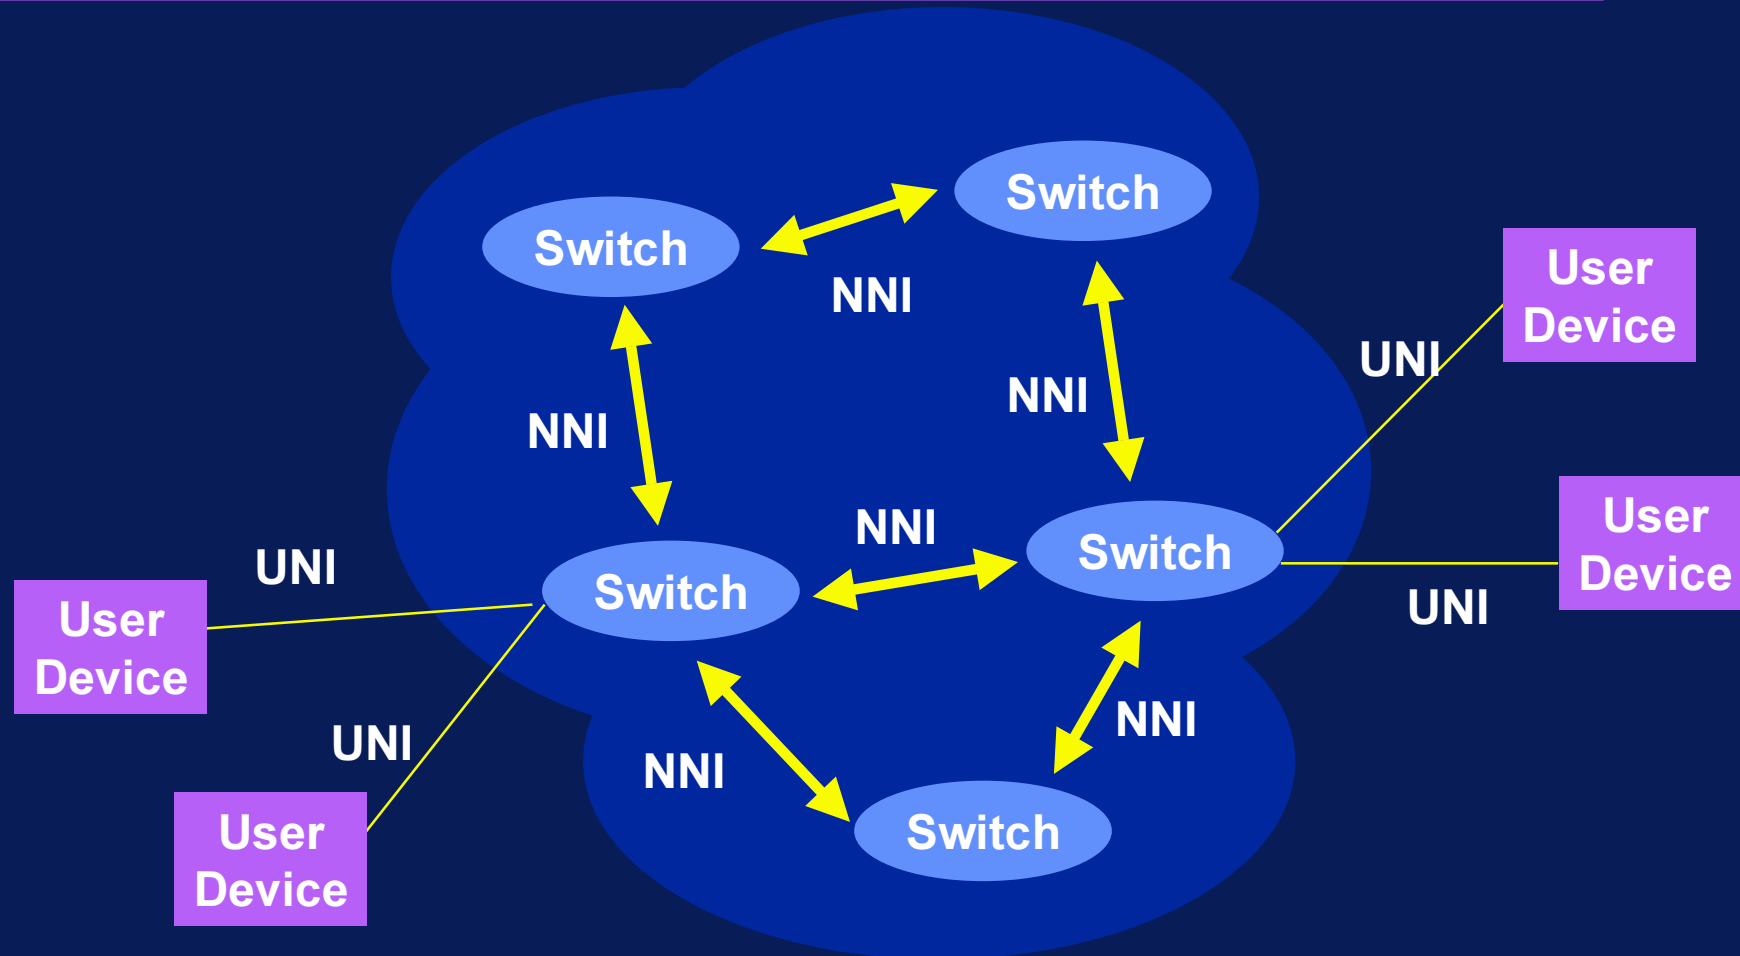 Switch
Switch
NNI
User
Device
UNI
NNI
NNI
NNI
User
Device
Switch
UNI
Switch
UNI
User
Device
NNI
UNI
NNI
Switch
User
Device